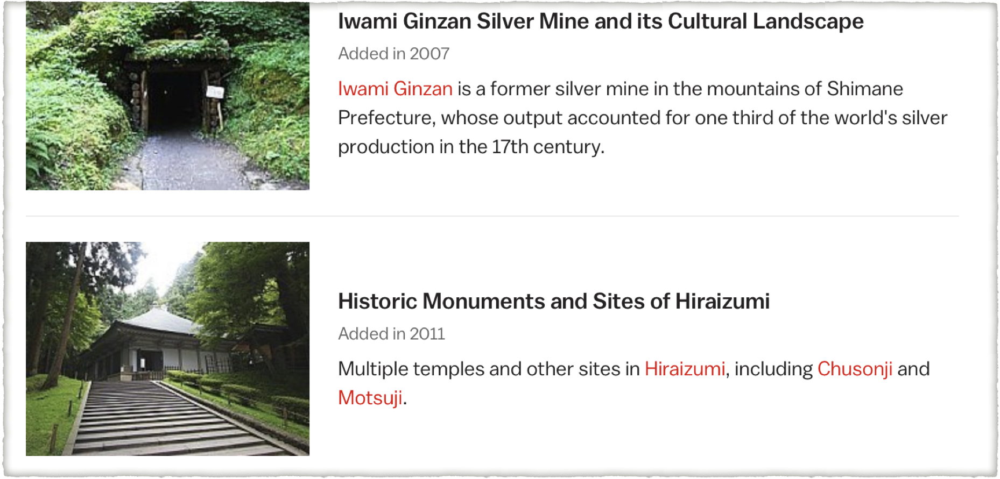 Iwami Ginzan Silver Mine and its Cultural Landscape
Added in 2007
Iwami Ginzan is a former silver mine in the mountains of Shimane
Prefecture, whose output accounted for one third of the world's silver
production in the 17th century.
Historic Monuments and Sites of Hiraizumi
Added in 2011
Multiple temples and other sites in Hiraizumi, including Chusonji and
Motsuji.